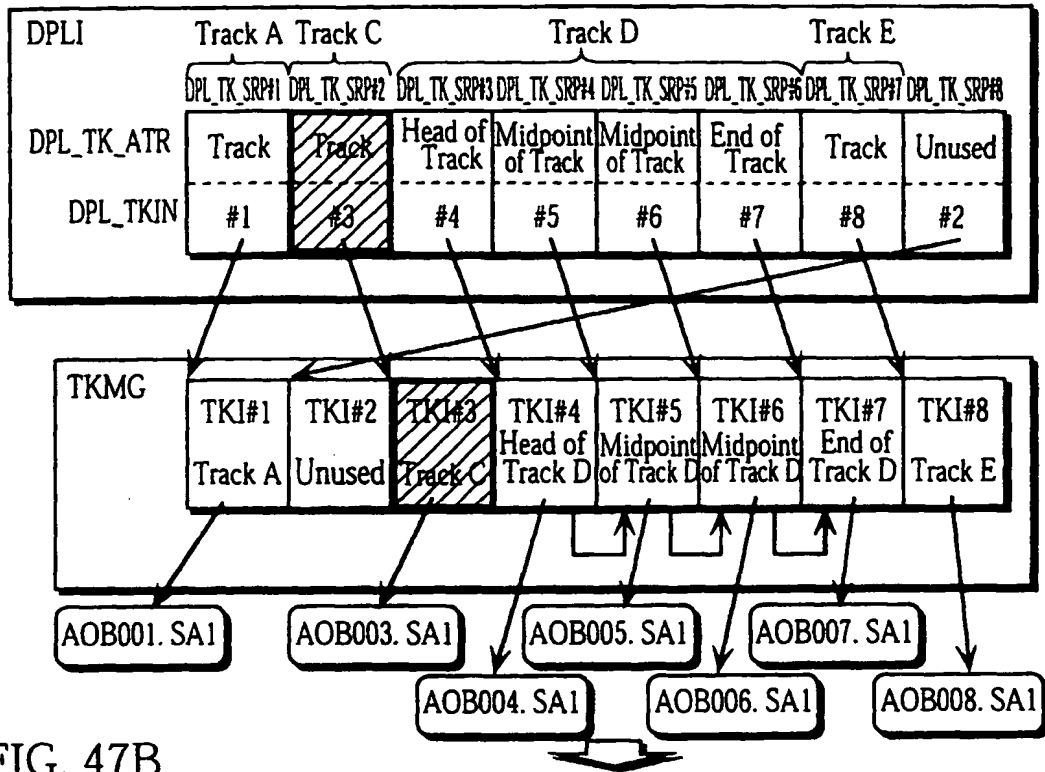 DPLI
Track A Track C Track D Track E
DPL_TK_SRP#1 DPL_TK_SRP#2 DPL_TK_SRP#3 DPL_TK_SRP#4 DPL_TK_SRP#5 DPL_TK_SRP#6 DPL_TK_SRP#7 DPL_TK_SRP#8
DPL_TK_ATR Track Track Head of Track Midpoint of Track Midpoint of Track End of Track Track Unused
DPL_TKIN #1 #3 #4 #5 #6 #7 #8 #2
TKMG
TKI#1 TKI#2 TKI#3 TKI#4 TKI#5 TKI#6 TKI#7 TKI#8
Head of Midpoint Midpoint End of
Track A Unused Track C Track D of Track D of Track D Track D Track E
AOB001. SA1 AOB003. SA1 AOB005. SA1 AOB007. SA1
AOB004. SA1 AOB006. SA1 AOB008. SA1
FIG. 47B